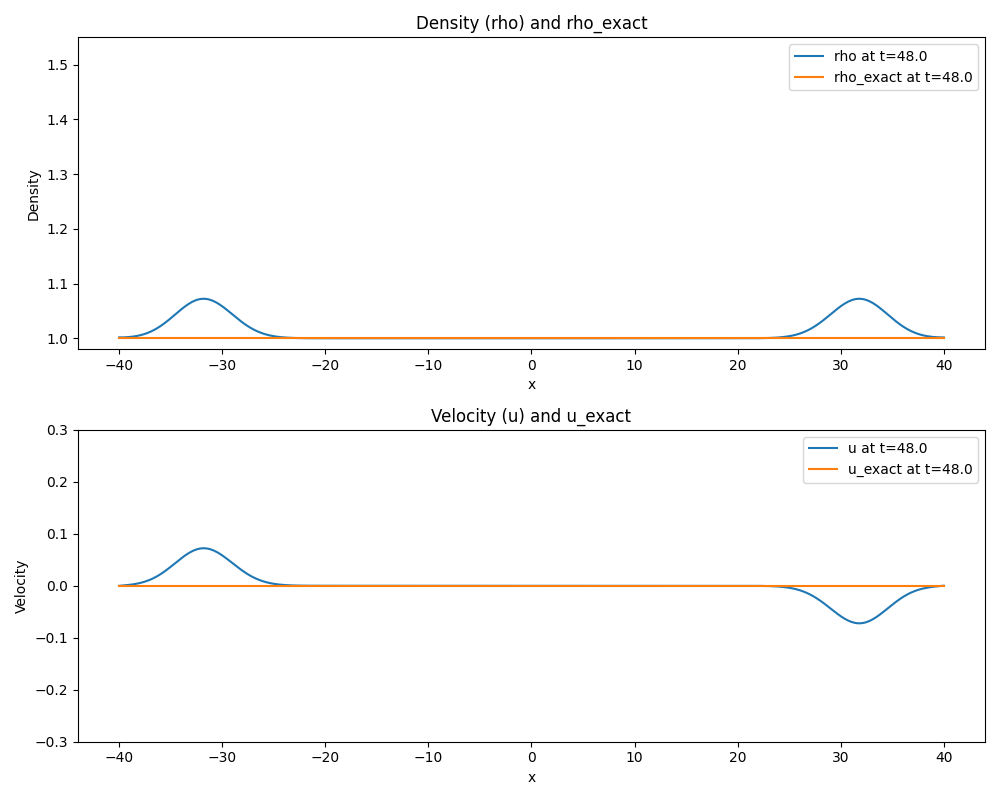 Density (rho) and rho_exact
rho at t=48.0
rho_exact at t=48.0
Density
1.5
1.4
1.3
1.2
1.1
1.0
−40 −30 −20 −10 0 10 20 30 40
x
Velocity (u) and u_exact
u at t=48.0
u_exact at t=48.0
Velocity
0.3
0.2
0.1
0.0
−0.1
−0.2
−0.3
−40 −30 −20 −10 0 10 20 30 40
x